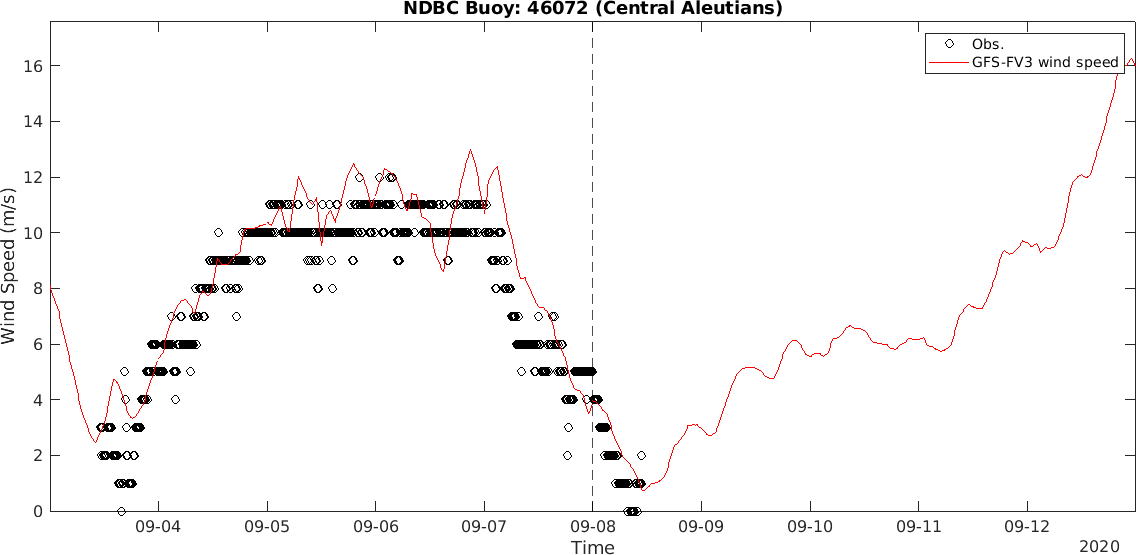 NDBC Buoy: 46072 (Central Aleutians)
Obs.
GFS-FV3 wind speed
Wind Speed (m/s)
16
14
12
10
8
6
4
2
0
09-04 09-05 09-06 09-07 09-08 09-09 09-10 09-11 09-12
Time
2020